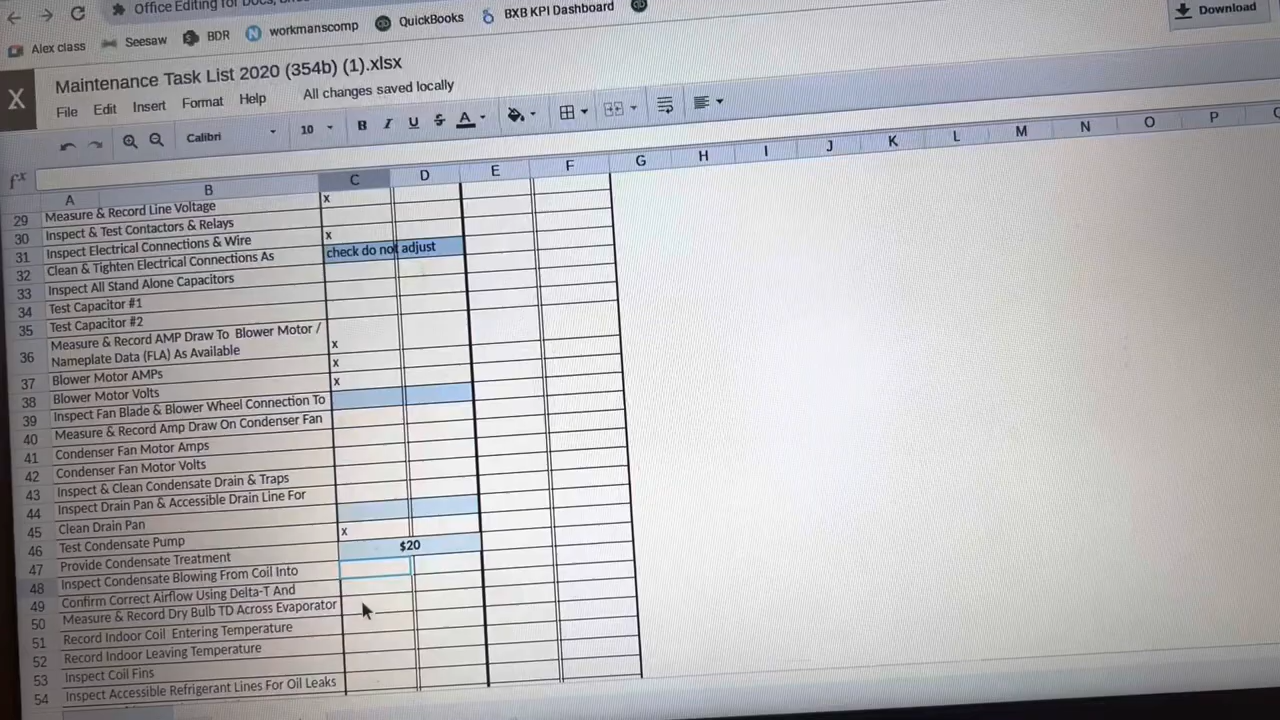 Office Editing for Docs,
Alex class
Seesaw
BDR
workmanscomp
QuickBooks
BXB KPI Dashboard
Download
X
Maintenance Task List 2020 (354b) (1).xlsx
File Edit Insert Format Help All changes saved locally
Calibri 10 B I U S A
fx
A B C D E F G H I J K L M N O P
29 Measure & Record Line Voltage x
30 Inspect & Test Contactors & Relays
31 Inspect Electrical Connections & Wire x
32 Clean & Tighten Electrical Connections As check do not adjust
33 Inspect All Stand Alone Capacitors
34 Test Capacitor #1
35 Test Capacitor #2
36 Measure & Record AMP Draw To Blower Motor /
Nameplate Data (FLA) As Available x
37 Blower Motor AMPs x
38 Blower Motor Volts x
39 Inspect Fan Blade & Blower Wheel Connection To
40 Measure & Record Amp Draw On Condenser Fan
41 Condenser Fan Motor Amps
42 Condenser Fan Motor Volts
43 Inspect & Clean Condensate Drain & Traps
44 Inspect Drain Pan & Accessible Drain Line For
45 Clean Drain Pan
46 Test Condensate Pump x
47 Provide Condensate Treatment $20
48 Inspect Condensate Blowing From Coil Into
49 Confirm Correct Airflow Using Delta-T And
50 Measure & Record Dry Bulb TD Across Evaporator
51 Record Indoor Coil Entering Temperature
52 Record Indoor Leaving Temperature
53 Inspect Coil Fins
54 Inspect Accessible Refrigerant Lines For Oil Leaks